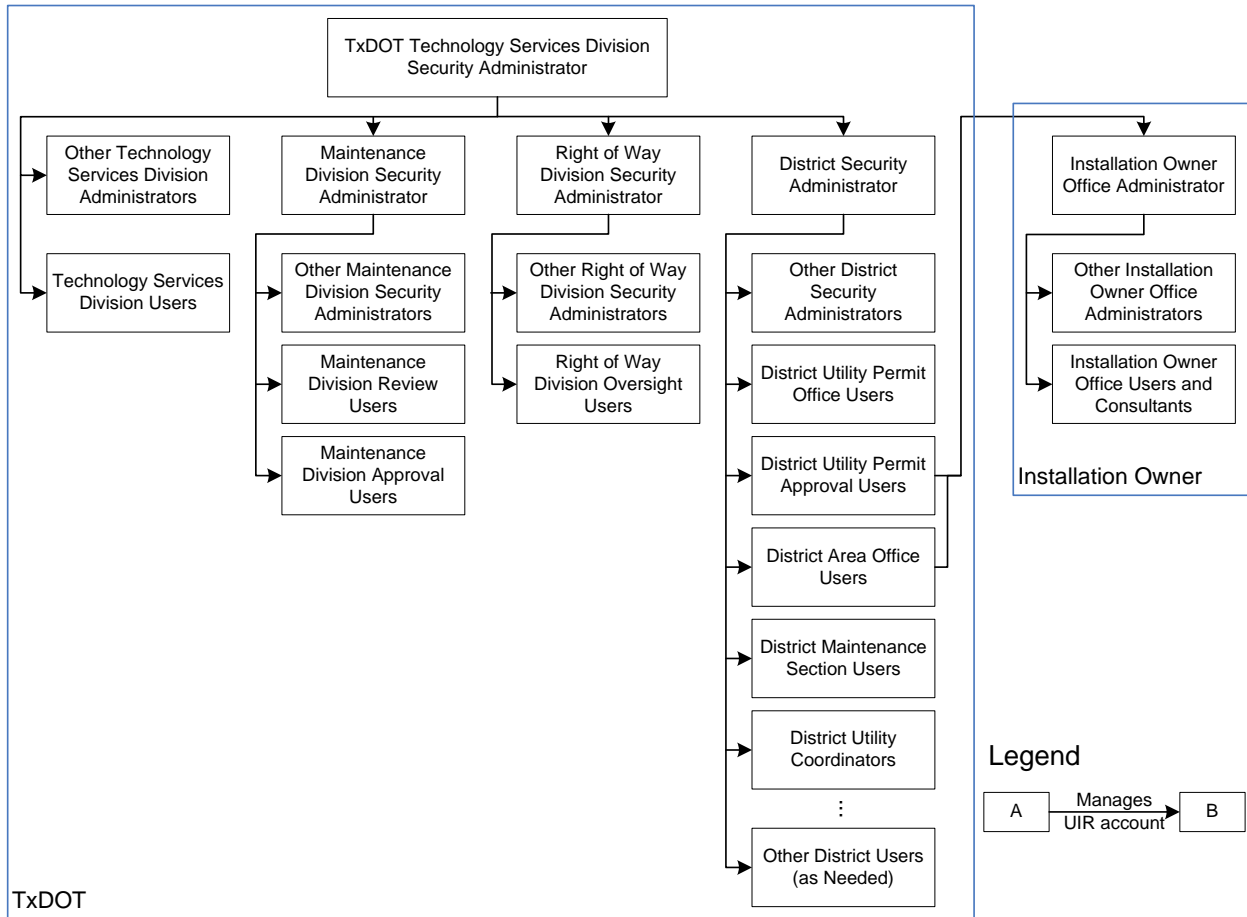 TxDOT Technology Services Division
Security Administrator
Other Technology
Services Division
Administrators
Maintenance
Division Security
Administrator
Right of Way
Division Security
Administrator
District Security
Administrator
Installation Owner
Office Administrator
Technology Services
Division Users
Other Maintenance
Division Security
Administrators
Other Right of Way
Division Security
Administrators
Other District
Security
Administrators
Other Installation
Owner Office
Administrators
Maintenance
Division Review
Users
Right of Way
Division Oversight
Users
District Utility Permit
Office Users
Installation Owner
Office Users and
Consultants
Maintenance
Division Approval
Users
District Utility Permit
Approval Users
Installation Owner
District Area Office
Users
District Maintenance
Section Users
District Utility
Coordinators
...
Other District Users
(as Needed)
Legend
A
Manages
UIR account
B
TxDOT